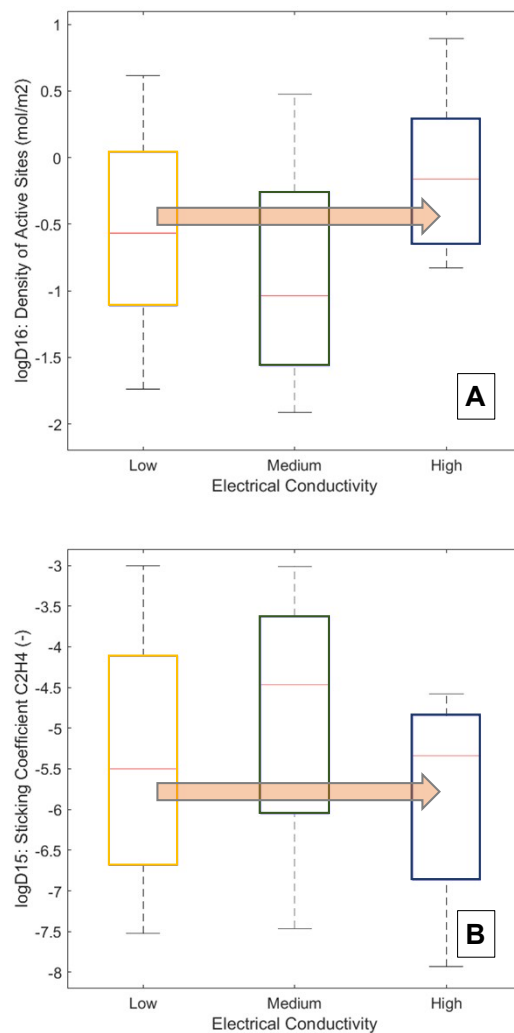 logD16: Density of Active Sites (mol/m2)
1
0.5
0
-0.5
-1
-1.5
-2
A
Low Medium High
Electrical Conductivity
logD15: Sticking Coefficient C2H4 (-)
-3
-3.5
-4
-4.5
-5
-5.5
-6
-6.5
-7
-7.5
-8
B
Low Medium High
Electrical Conductivity